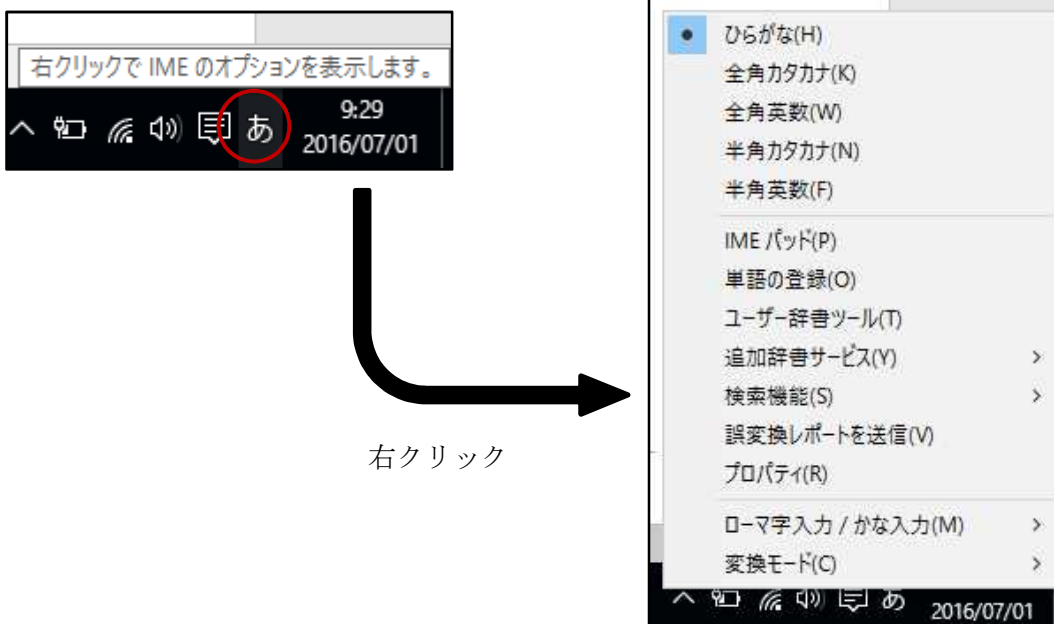 右クリックで IME のオプションを表示します。
あ
9:29
2016/07/01
右クリック
ひらがな(H)
全角カタカナ(K)
全角英数(W)
半角カタカナ(N)
半角英数(F)
IME パッド(P)
単語の登録(O)
ユーザー辞書ツール(T)
追加辞書サービス(Y)
検索機能(S)
誤変換レポートを送信(V)
プロパティ(R)
ローマ字入力 / かな入力(M)
変換モード(C)
あ
2016/07/01